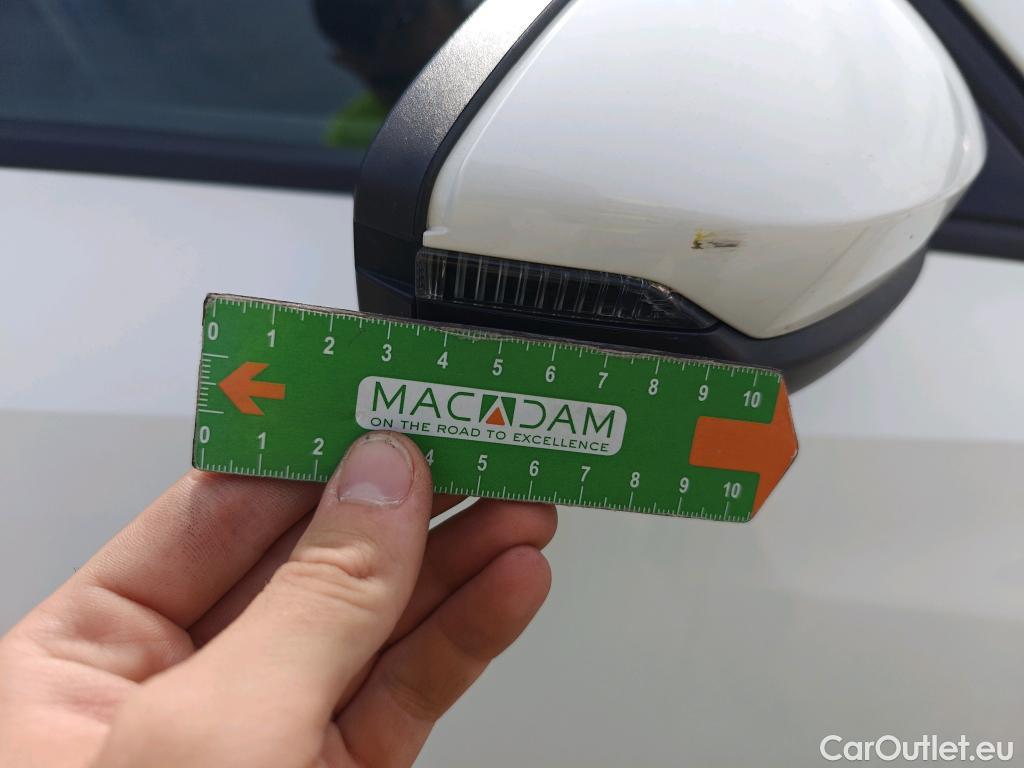 0 1 2 3 4 5 6 7 8 9 10
MACADAM
ON THE ROAD TO EXCELLENCE
0 1 2 4 5 6 7 8 9 10
CarOutlet.eu